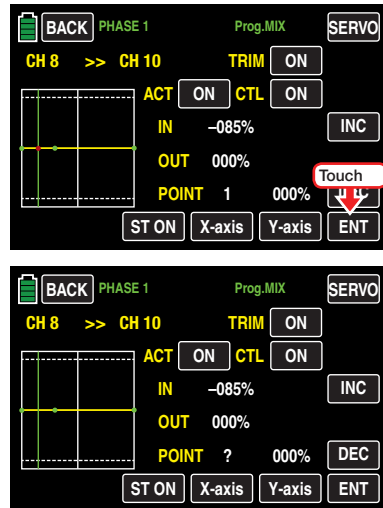 BACK PHASE 1 Prog.MIX SERVO
CH 8 >> CH 10 TRIM ON
ACT ON CTL ON
IN –085% INC
OUT 000%
Touch
POINT 1 000%
ST ON X-axis Y-axis ENT
BACK PHASE 1 Prog.MIX SERVO
CH 8 >> CH 10 TRIM ON
ACT ON CTL ON
IN –085% INC
OUT 000%
POINT ? 000% DEC
ST ON X-axis Y-axis ENT